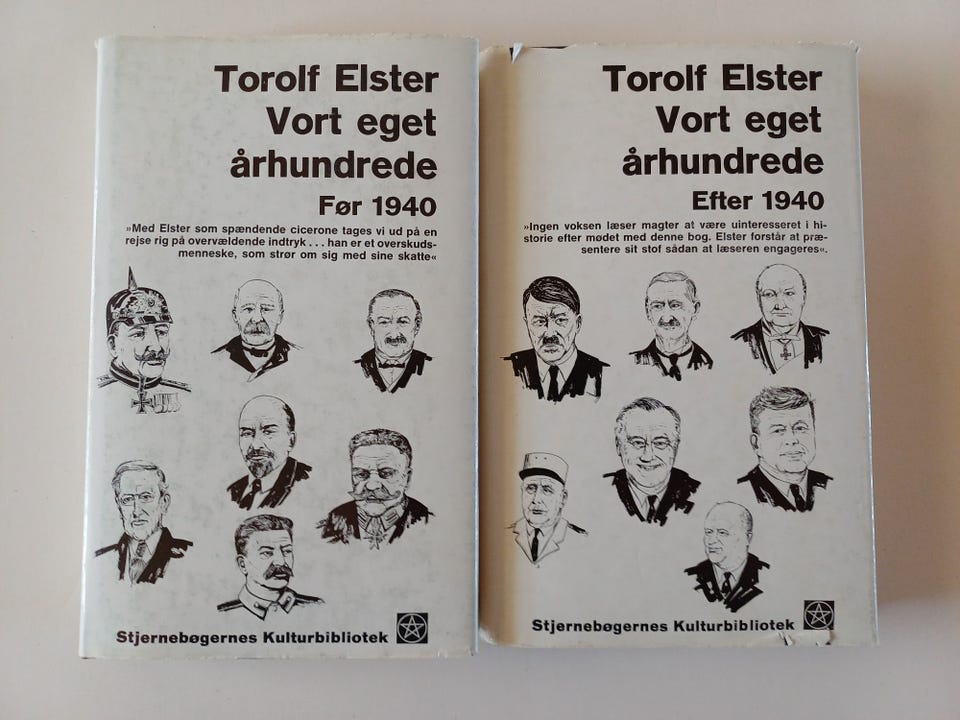 Torolf Elster
Vort eget
århundrede
Før 1940
»Med Elster som spændende cicerone tages vi ud på en
rejse rig på overvældende indtryk . . . han er et overskuds-
menneske, som strør om sig med sine skatte«
Stjernebøgernes Kulturbibliotek
Torolf Elster
Vort eget
århundrede
Efter 1940
»Ingen voksen læser magter at være uinteresseret i hi-
storie efter mødet med denne bog. Elster forstår at præ-
sentere sit stof sådan at læseren engageres«.
Stjernebøgernes Kulturbibliotek